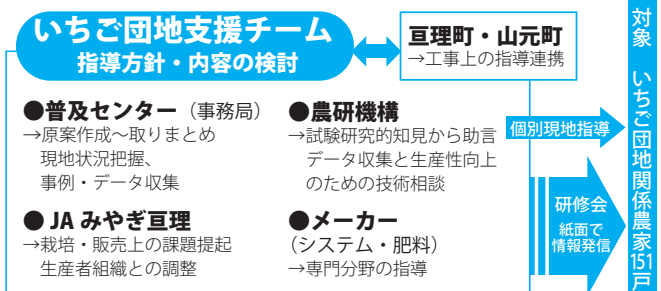 いちご団地支援チーム
指導方針・内容の検討
亘理町・山元町
→工事上の指導連携
●普及センター（事務局）
→原案作成～取りまとめ
現地状況把握、
事例・データ収集
●農研機構
→試験研究的知見から助言
データ収集と生産性向上
のための技術相談
●JAみやぎ亘理
→栽培・販売上の課題提起
生産者組織との調整
●メーカー
（システム・肥料）
→専門分野の指導
個別現地指導
研修会
紙面で
情報発信
対象　いちご団地関係農家151戸